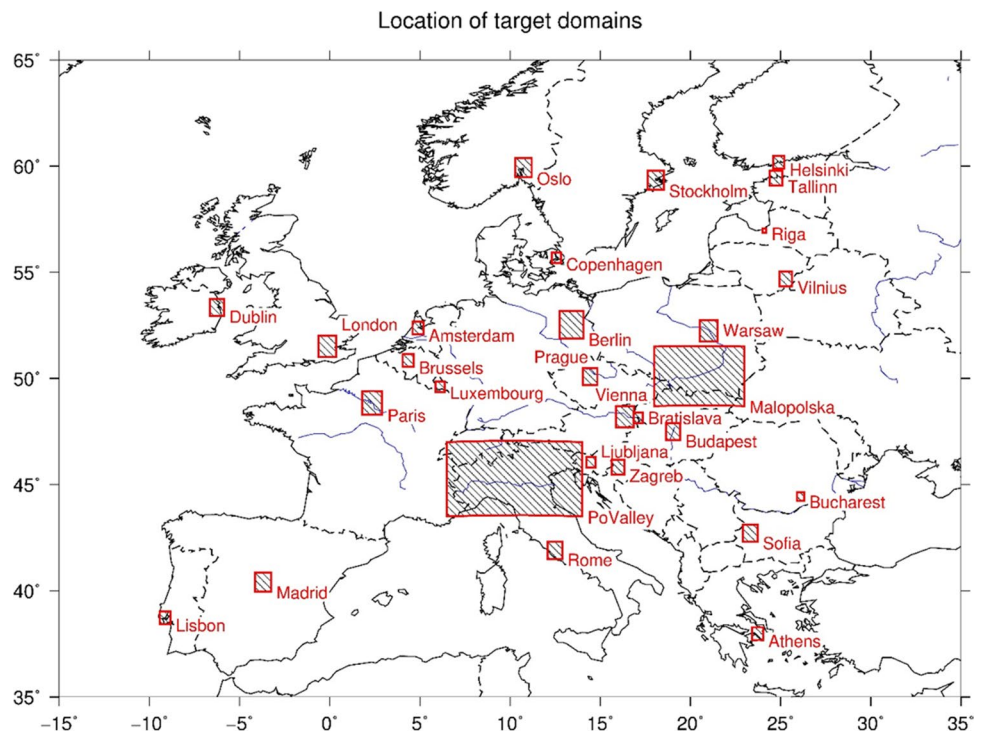 Location of target domains
65°
60°
55°
50°
45°
40°
35°
Oslo
Helsinki
Tallinn
Stockholm
Riga
Copenhagen
Vilnius
Dublin
London
Amsterdam
Berlin
Warsaw
Brussels
Prague
Luxembourg
Vienna
Malopolska
Paris
Bratislava
Budapest
Ljubljana
Zagreb
Bucharest
PoValley
Sofia
Rome
Madrid
Lisbon
Athens
−15° −10° −5° 0° 5° 10° 15° 20° 25° 30° 35°